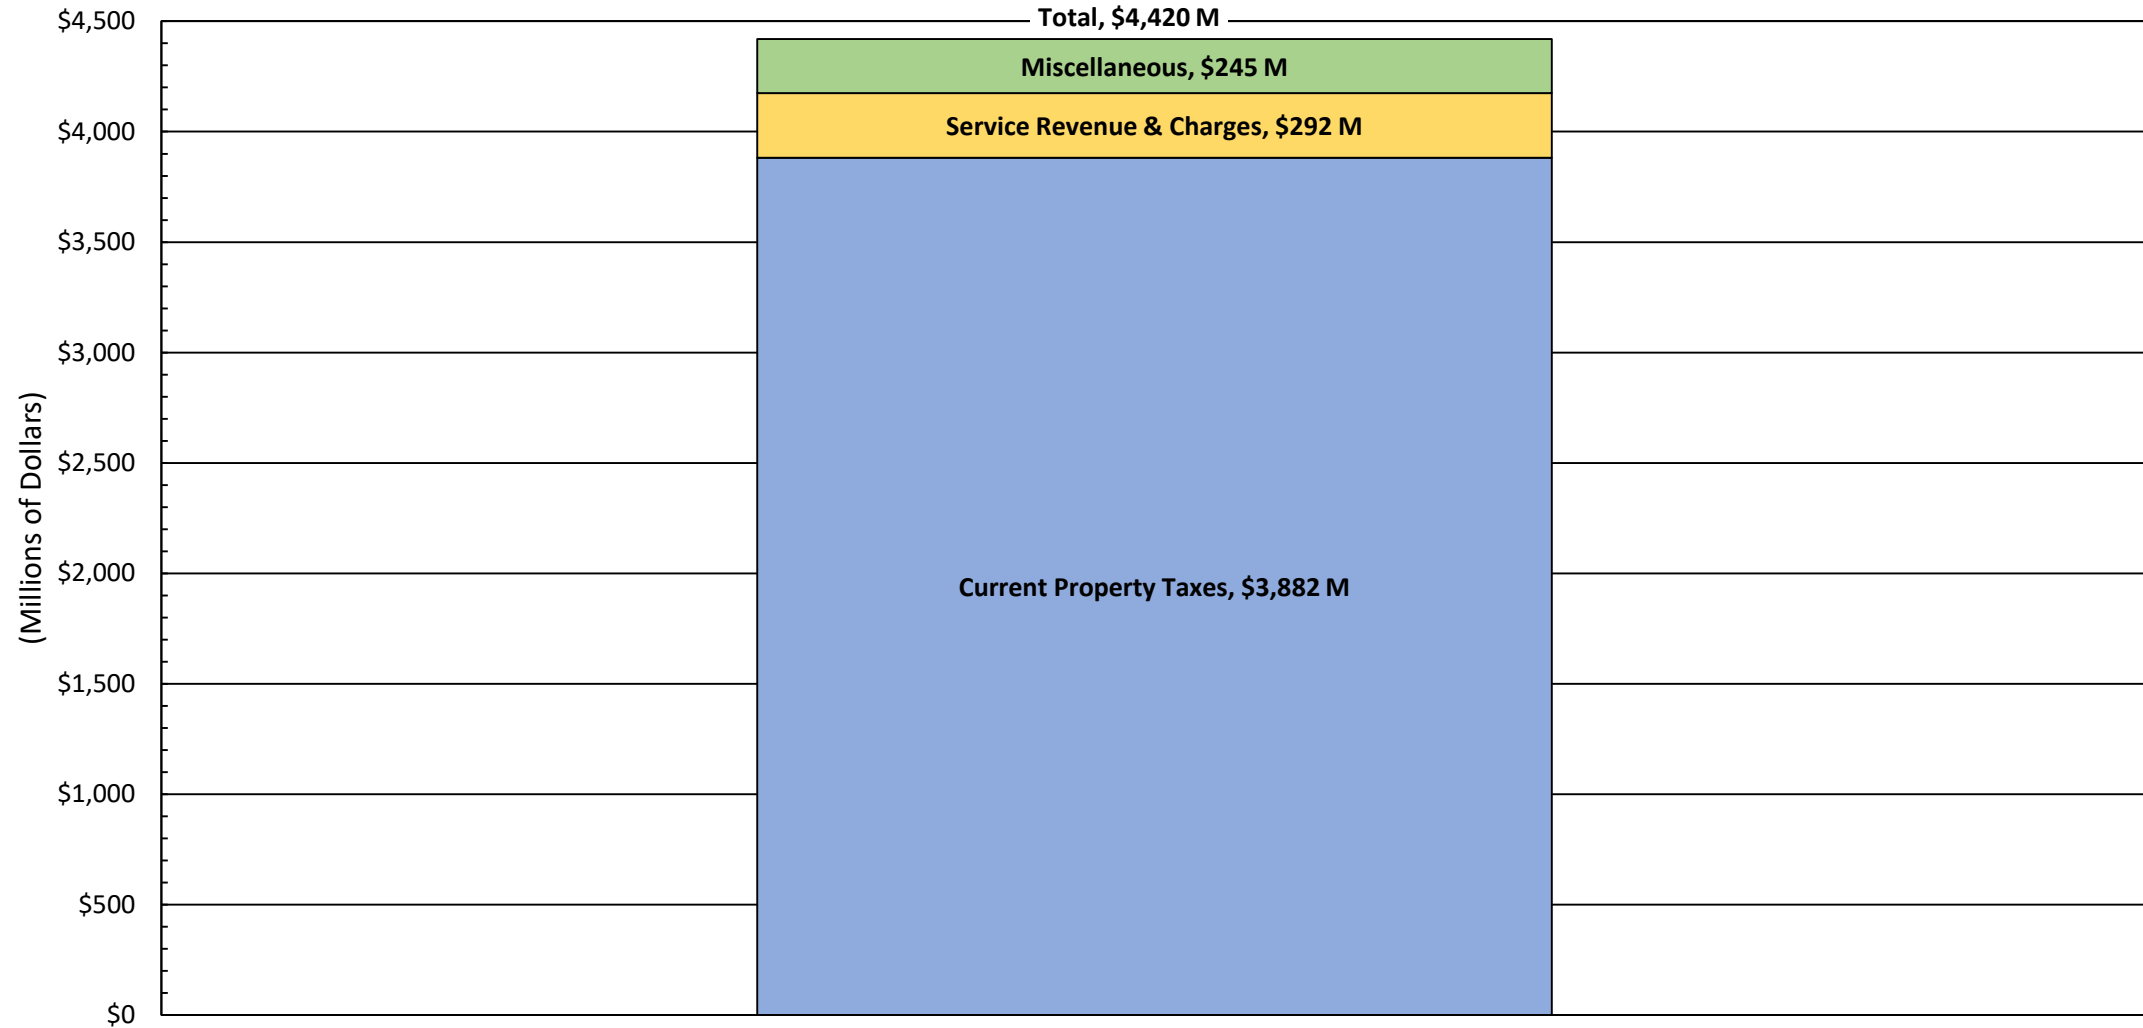 Total, $4,420 M
Miscellaneous, $245 M
Service Revenue & Charges, $292 M
Current Property Taxes, $3,882 M
(Millions of Dollars)
$4,500
$4,000
$3,500
$3,000
$2,500
$2,000
$1,500
$1,000
$500
$0